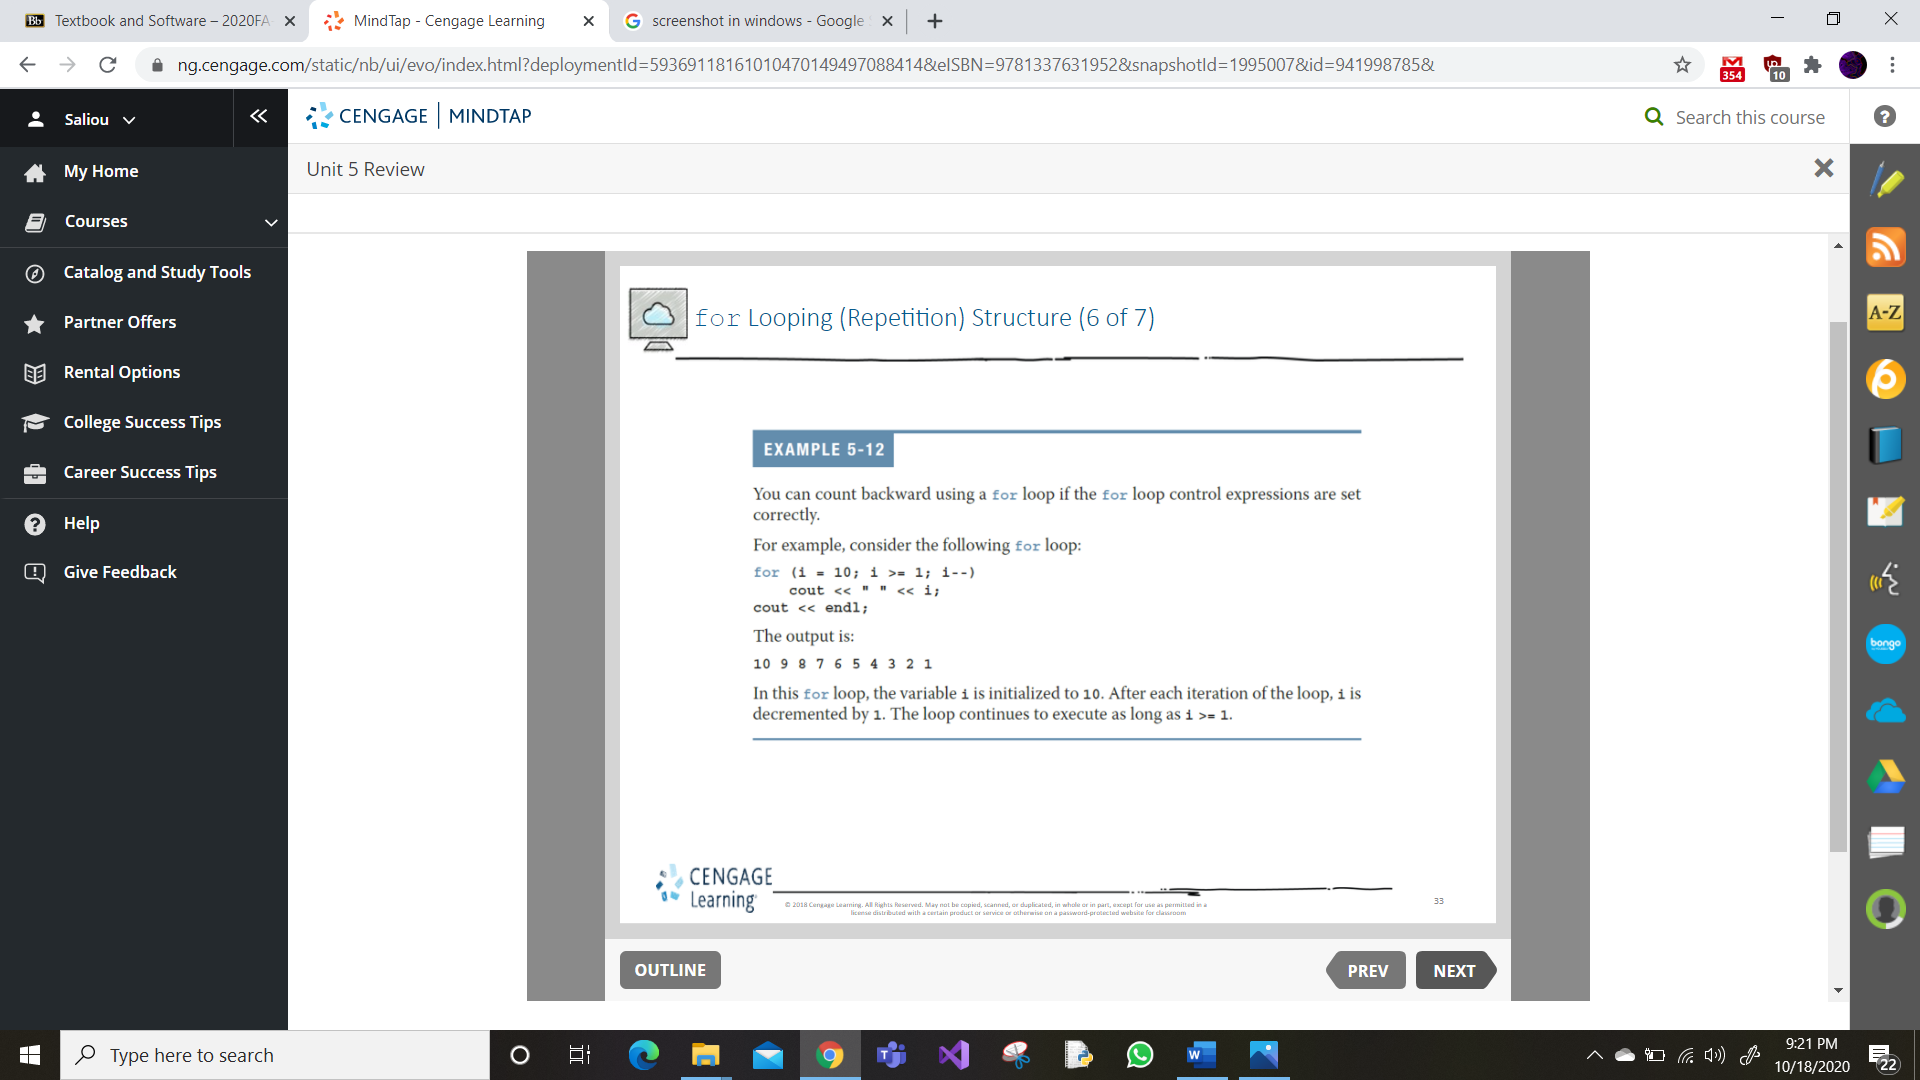 Bb Textbook and Software – 2020FA
MindTap - Cengage Learning
screenshot in windows - Google
ng.cengage.com/static/nb/ui/evo/index.html?deploymentId=59369118161010470149497088414&eISBN=9781337631952&snapshotId=1995007&id=941998785&
354
10
Saliou
CENGAGE MINDTAP
Search this course
My Home
Unit 5 Review
Courses
Catalog and Study Tools
Partner Offers
Rental Options
College Success Tips
Career Success Tips
Help
Give Feedback
for Looping (Repetition) Structure (6 of 7)
EXAMPLE 5-12
You can count backward using a for loop if the for loop control expressions are set
correctly.
For example, consider the following for loop:
for (i = 10; i >= 1; i--)
cout << " " << i;
cout << endl;
The output is:
10 9 8 7 6 5 4 3 2 1
In this for loop, the variable i is initialized to 10. After each iteration of the loop, i is
decremented by 1. The loop continues to execute as long as i >= 1.
CENGAGE
Learning
© 2018 Cengage Learning. All Rights Reserved. May not be copied, scanned, or duplicated, in whole or in part, except for use as permitted in a
license distributed with a certain product or service or otherwise on a password-protected website for classroom
33
OUTLINE
PREV
NEXT
A-Z
bongo
Type here to search
9:21 PM
10/18/2020
22